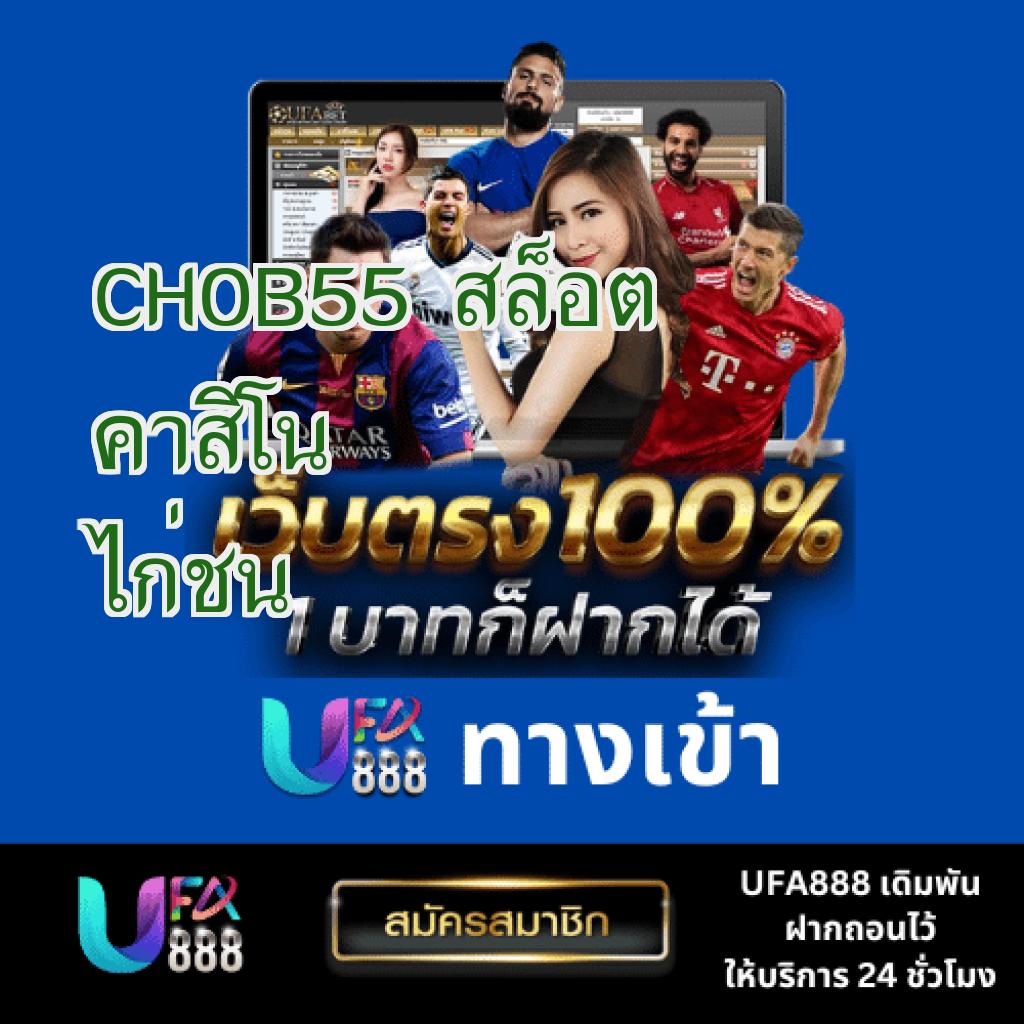 UFABET
CHOB55 สล็อต
คาสีโน
ไก่ชน
QATAR
AIRWAYS
เว็บตรง100%
1 บาทก็ฝากได้
UFA
888
ทางเข้า
UFA
888
สมัครสมาชิก
UFA888 เดิมพัน
ฝากถอนไว้
ให้บริการ 24 ชั่วโมง